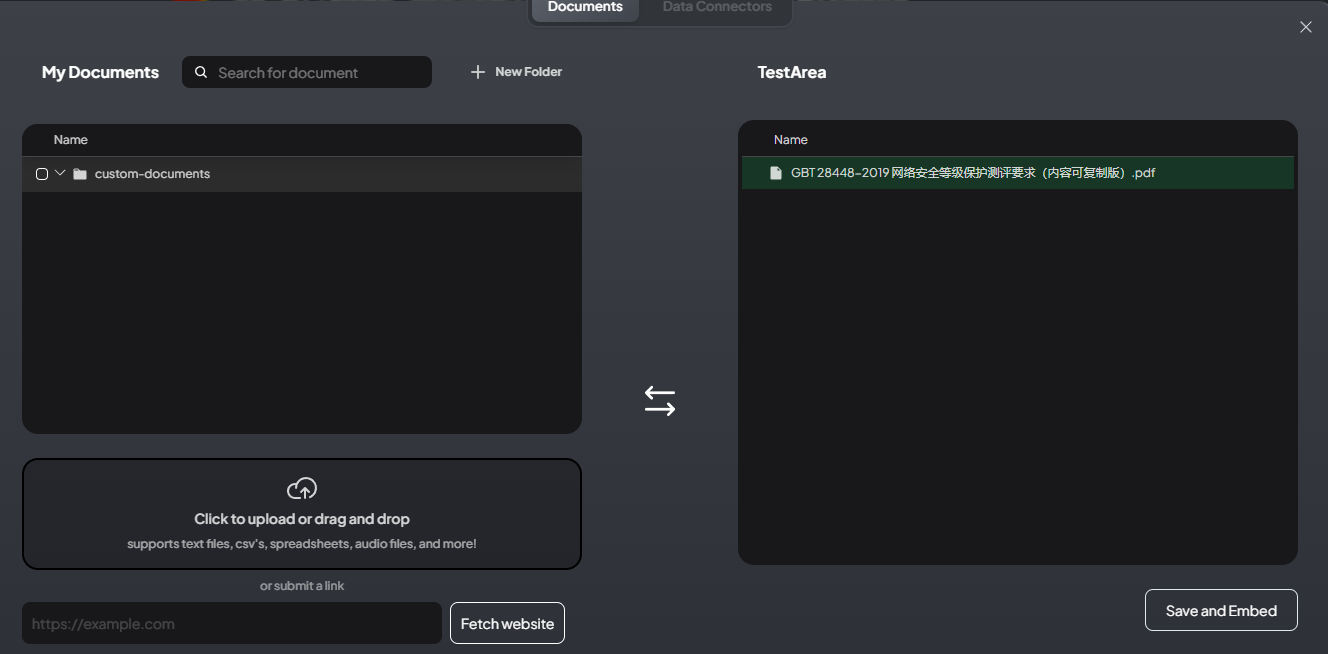 Documents
Data Connectors
My Documents
Search for document
New Folder
TestArea
Name
custom-documents
Name
GBT 28448-2019 网络安全等级保护测评要求（内容可复制版）.pdf
Click to upload or drag and drop
supports text files, csv's, spreadsheets, audio files, and more!
or submit a link
https://example.com
Fetch website
Save and Embed